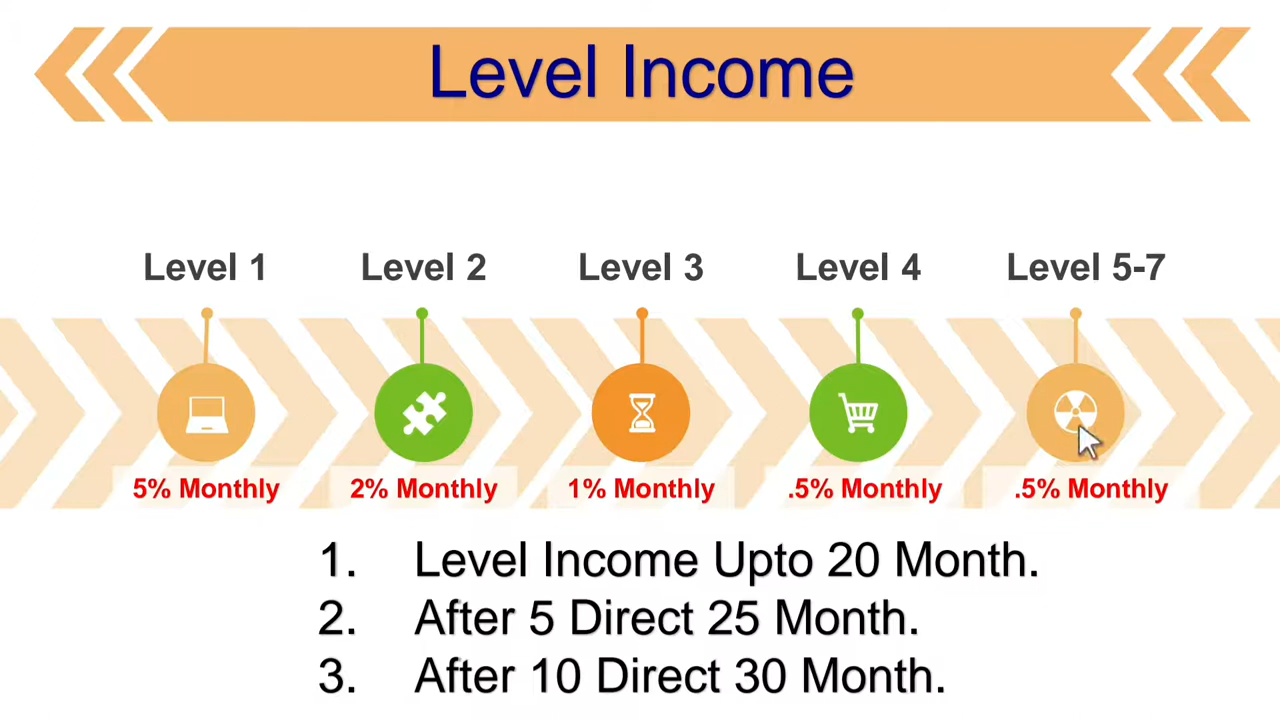 Level Income
Level 1 Level 2 Level 3 Level 4 Level 5-7
5% Monthly 2% Monthly 1% Monthly .5% Monthly .5% Monthly
1. Level Income Upto 20 Month.
2. After 5 Direct 25 Month.
3. After 10 Direct 30 Month.